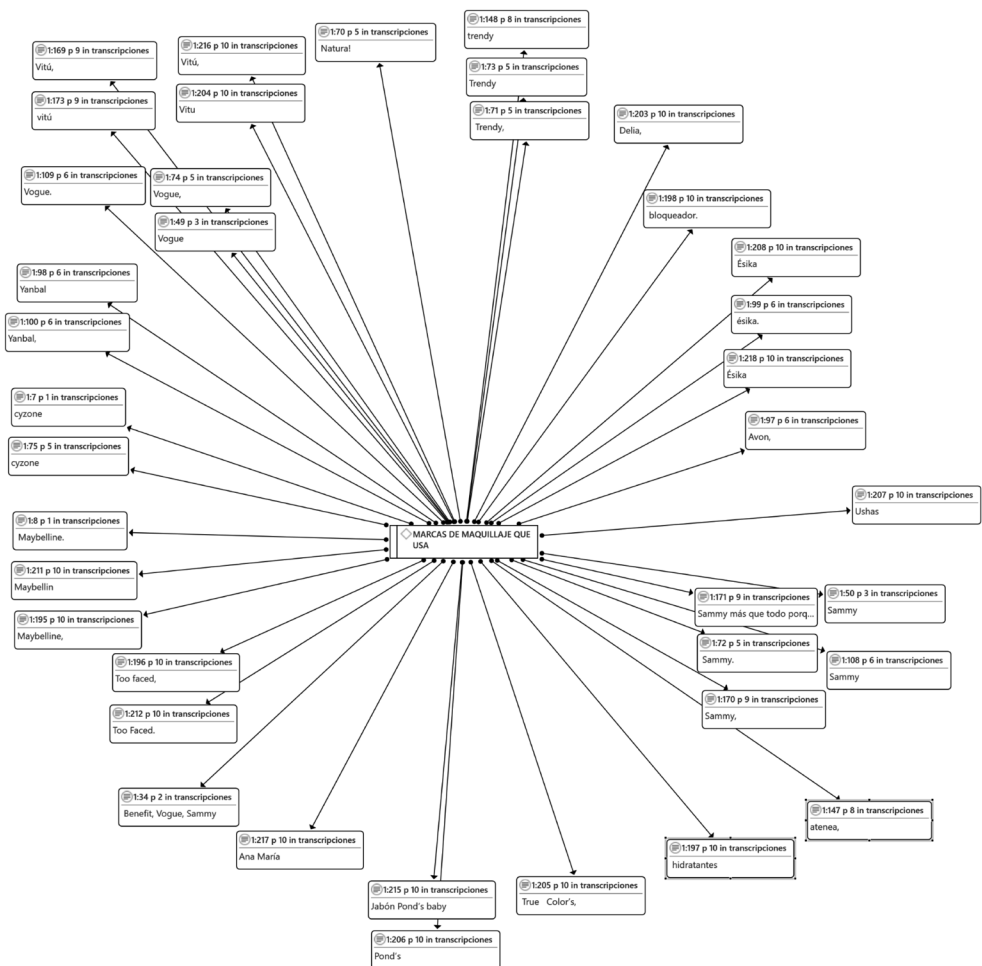 1:148 p 8 in transcripciones
trendy
1:70 p 5 in transcripciones
Natura!
1:216 p 10 in transcripciones
Vitú,
1:169 p 9 in transcripciones
Vitú,
1:73 p 5 in transcripciones
Trendy
1:204 p 10 in transcripciones
Vitu
1:173 p 9 in transcripciones
vitú
1:71 p 5 in transcripciones
Trendy,
1:203 p 10 in transcripciones
Delia,
1:109 p 6 in transcripciones
Vogue.
1:74 p 5 in transcripciones
Vogue,
1:198 p 10 in transcripciones
bloqueador.
1:49 p 3 in transcripciones
Vogue
1:208 p 10 in transcripciones
Ésika
1:98 p 6 in transcripciones
Yanbal
1:99 p 6 in transcripciones
ésika.
1:100 p 6 in transcripciones
Yanbal,
1:218 p 10 in transcripciones
Ésika
1:7 p 1 in transcripciones
cyzone
1:97 p 6 in transcripciones
Avon,
1:75 p 5 in transcripciones
cyzone
1:207 p 10 in transcripciones
Ushas
1:8 p 1 in transcripciones
Maybelline.
MARCAS DE MAQUILLAJE QUE
USA
1:211 p 10 in transcripciones
Maybellin
1:171 p 9 in transcripciones
Sammy más que todo porq...
1:50 p 3 in transcripciones
Sammy
1:195 p 10 in transcripciones
Maybelline,
1:72 p 5 in transcripciones
Sammy.
1:108 p 6 in transcripciones
Sammy
1:196 p 10 in transcripciones
Too faced,
1:170 p 9 in transcripciones
Sammy,
1:212 p 10 in transcripciones
Too Faced.
1:34 p 2 in transcripciones
Benefit, Vogue, Sammy
1:147 p 8 in transcripciones
atenea,
1:217 p 10 in transcripciones
Ana María
1:197 p 10 in transcripciones
hidratantes
1:215 p 10 in transcripciones
Jabón Pond's baby
1:205 p 10 in transcripciones
True Color's,
1:206 p 10 in transcripciones
Pond's